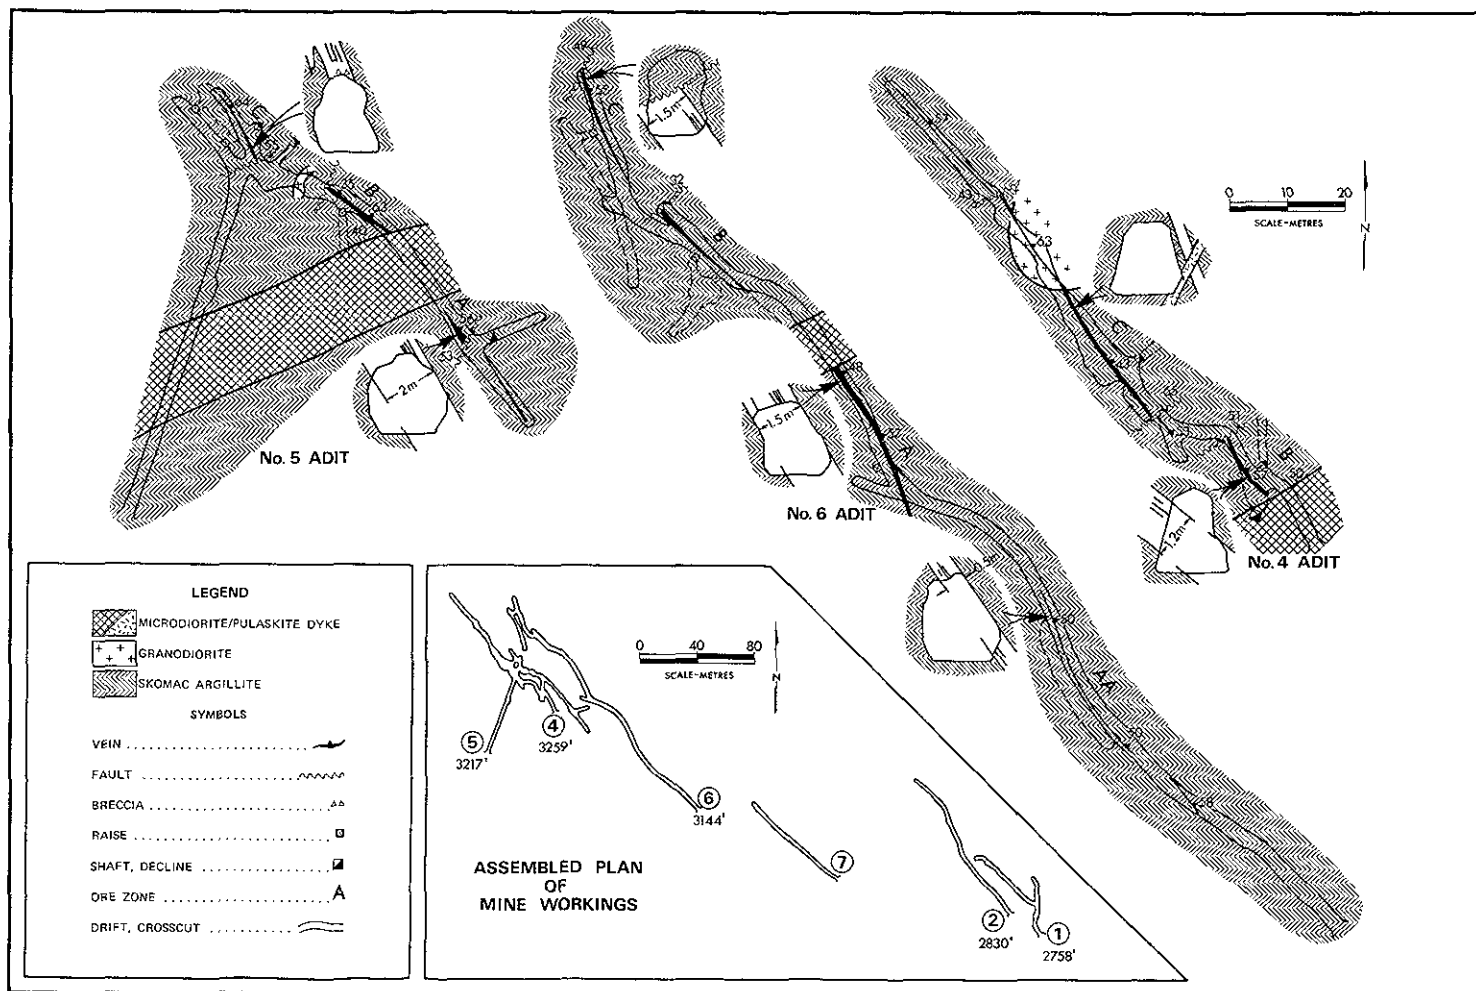 1.5m
0 10 20
SCALE-METRES
N
2m
1.5m
1.2m
No. 5 ADIT
No. 6 ADIT
No. 4 ADIT
C
B
A
C
B
A
AA
C
B
LEGEND
MICRODIORITE/PULASKITE DYKE
GRANODIORITE
SKOMAC ARGILLITE
SYMBOLS
VEIN
FAULT
BRECCIA
RAISE
SHAFT, DECLINE
ORE ZONE A
DRIFT, CROSSCUT
0 40 80
SCALE-METRES
N
5
3217'
4
3259'
6
3144'
7
2
2830'
1
2758'
ASSEMBLED PLAN
OF
MINE WORKINGS